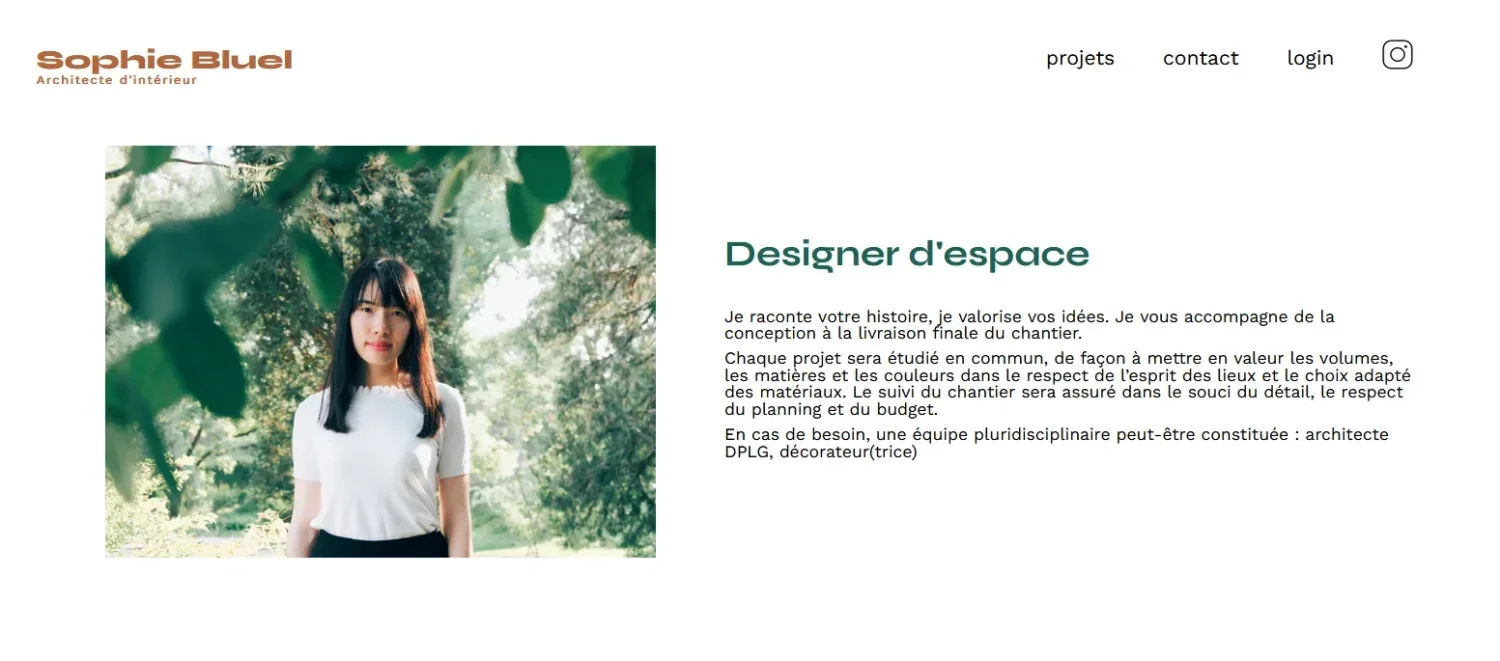 Sophie Bluel
Architecte d'intérieur
projets contact login
Designer d'espace
Je raconte votre histoire, je valorise vos idées. Je vous accompagne de la
conception à la livraison finale du chantier.
Chaque projet sera étudié en commun, de façon à mettre en valeur les volumes,
les matières et les couleurs dans le respect de l’esprit des lieux et le choix adapté
des matériaux. Le suivi du chantier sera assuré dans le souci du détail, le respect
du planning et du budget.
En cas de besoin, une équipe pluridisciplinaire peut-être constituée : architecte
DPLG, décorateur(trice)